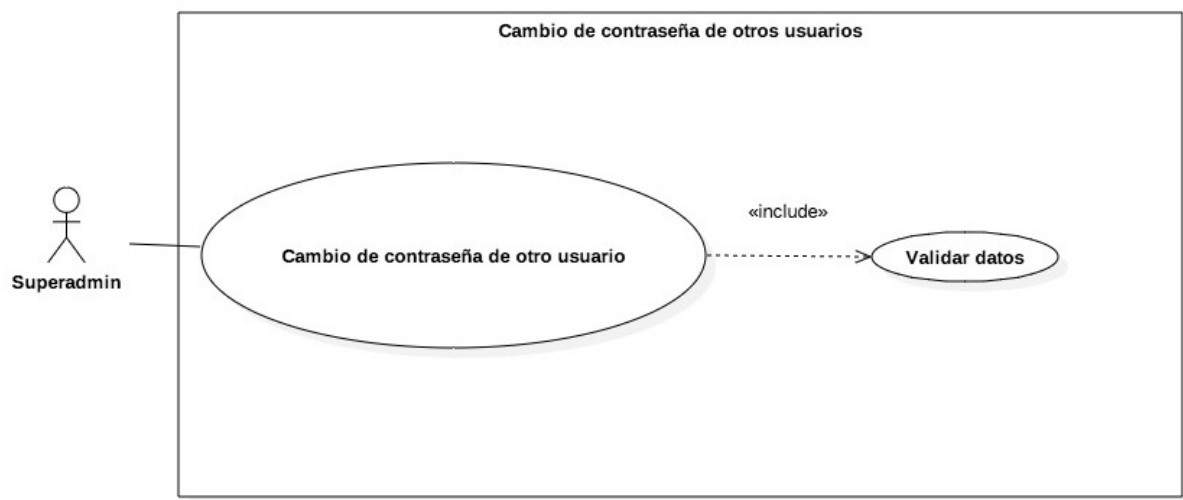 Cambio de contraseña de otros usuarios
«include»
Cambio de contraseña de otro usuario
Validar datos
Superadmin